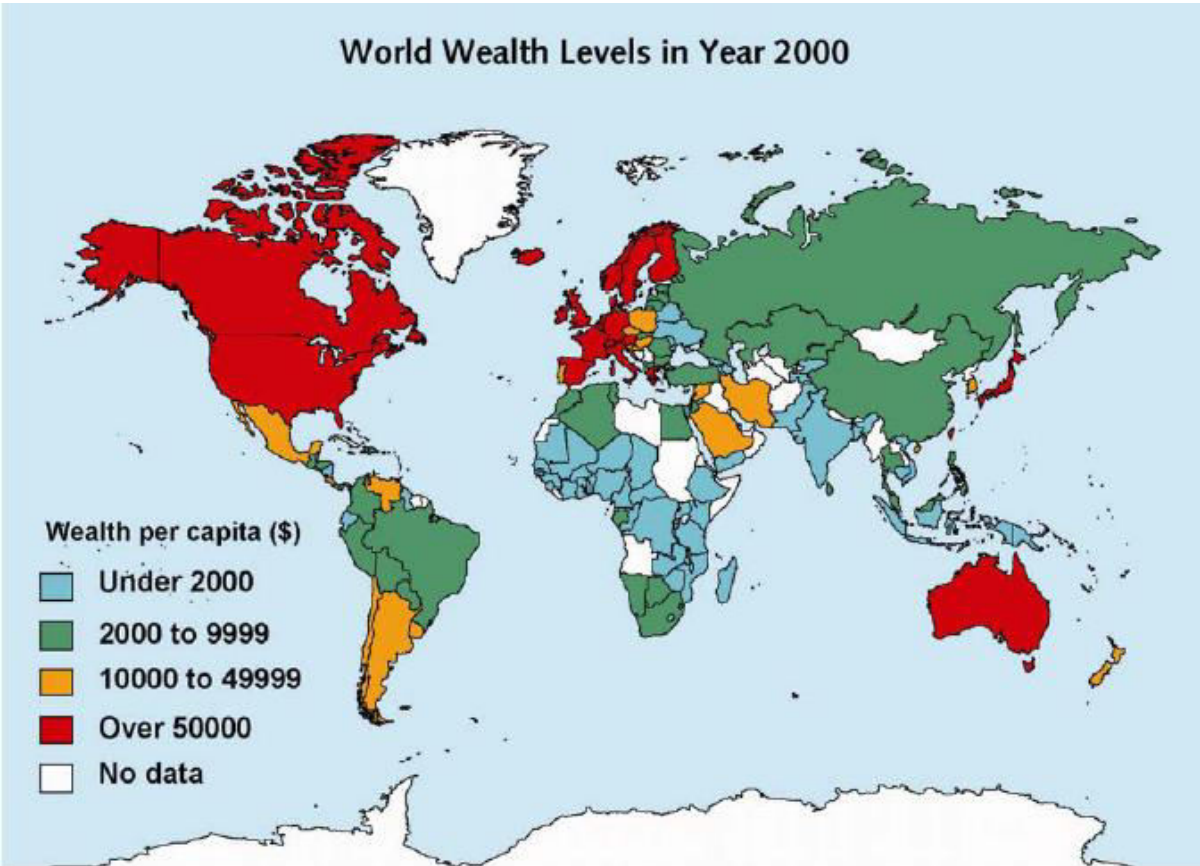 World Wealth Levels in Year 2000
Wealth per capita ($)
Under 2000
2000 to 9999
10000 to 49999
Over 50000
No data